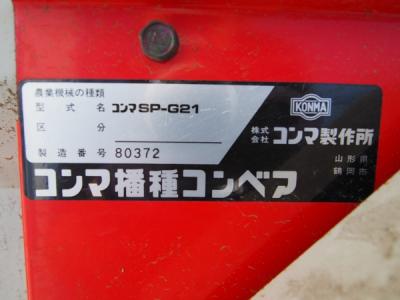 農業機械の種類
型式名 コンマSP-G21
区分
製造番号 80372
KONMA
株式会社 コンマ製作所
山形県
鶴岡市
コンマ播種コンベア